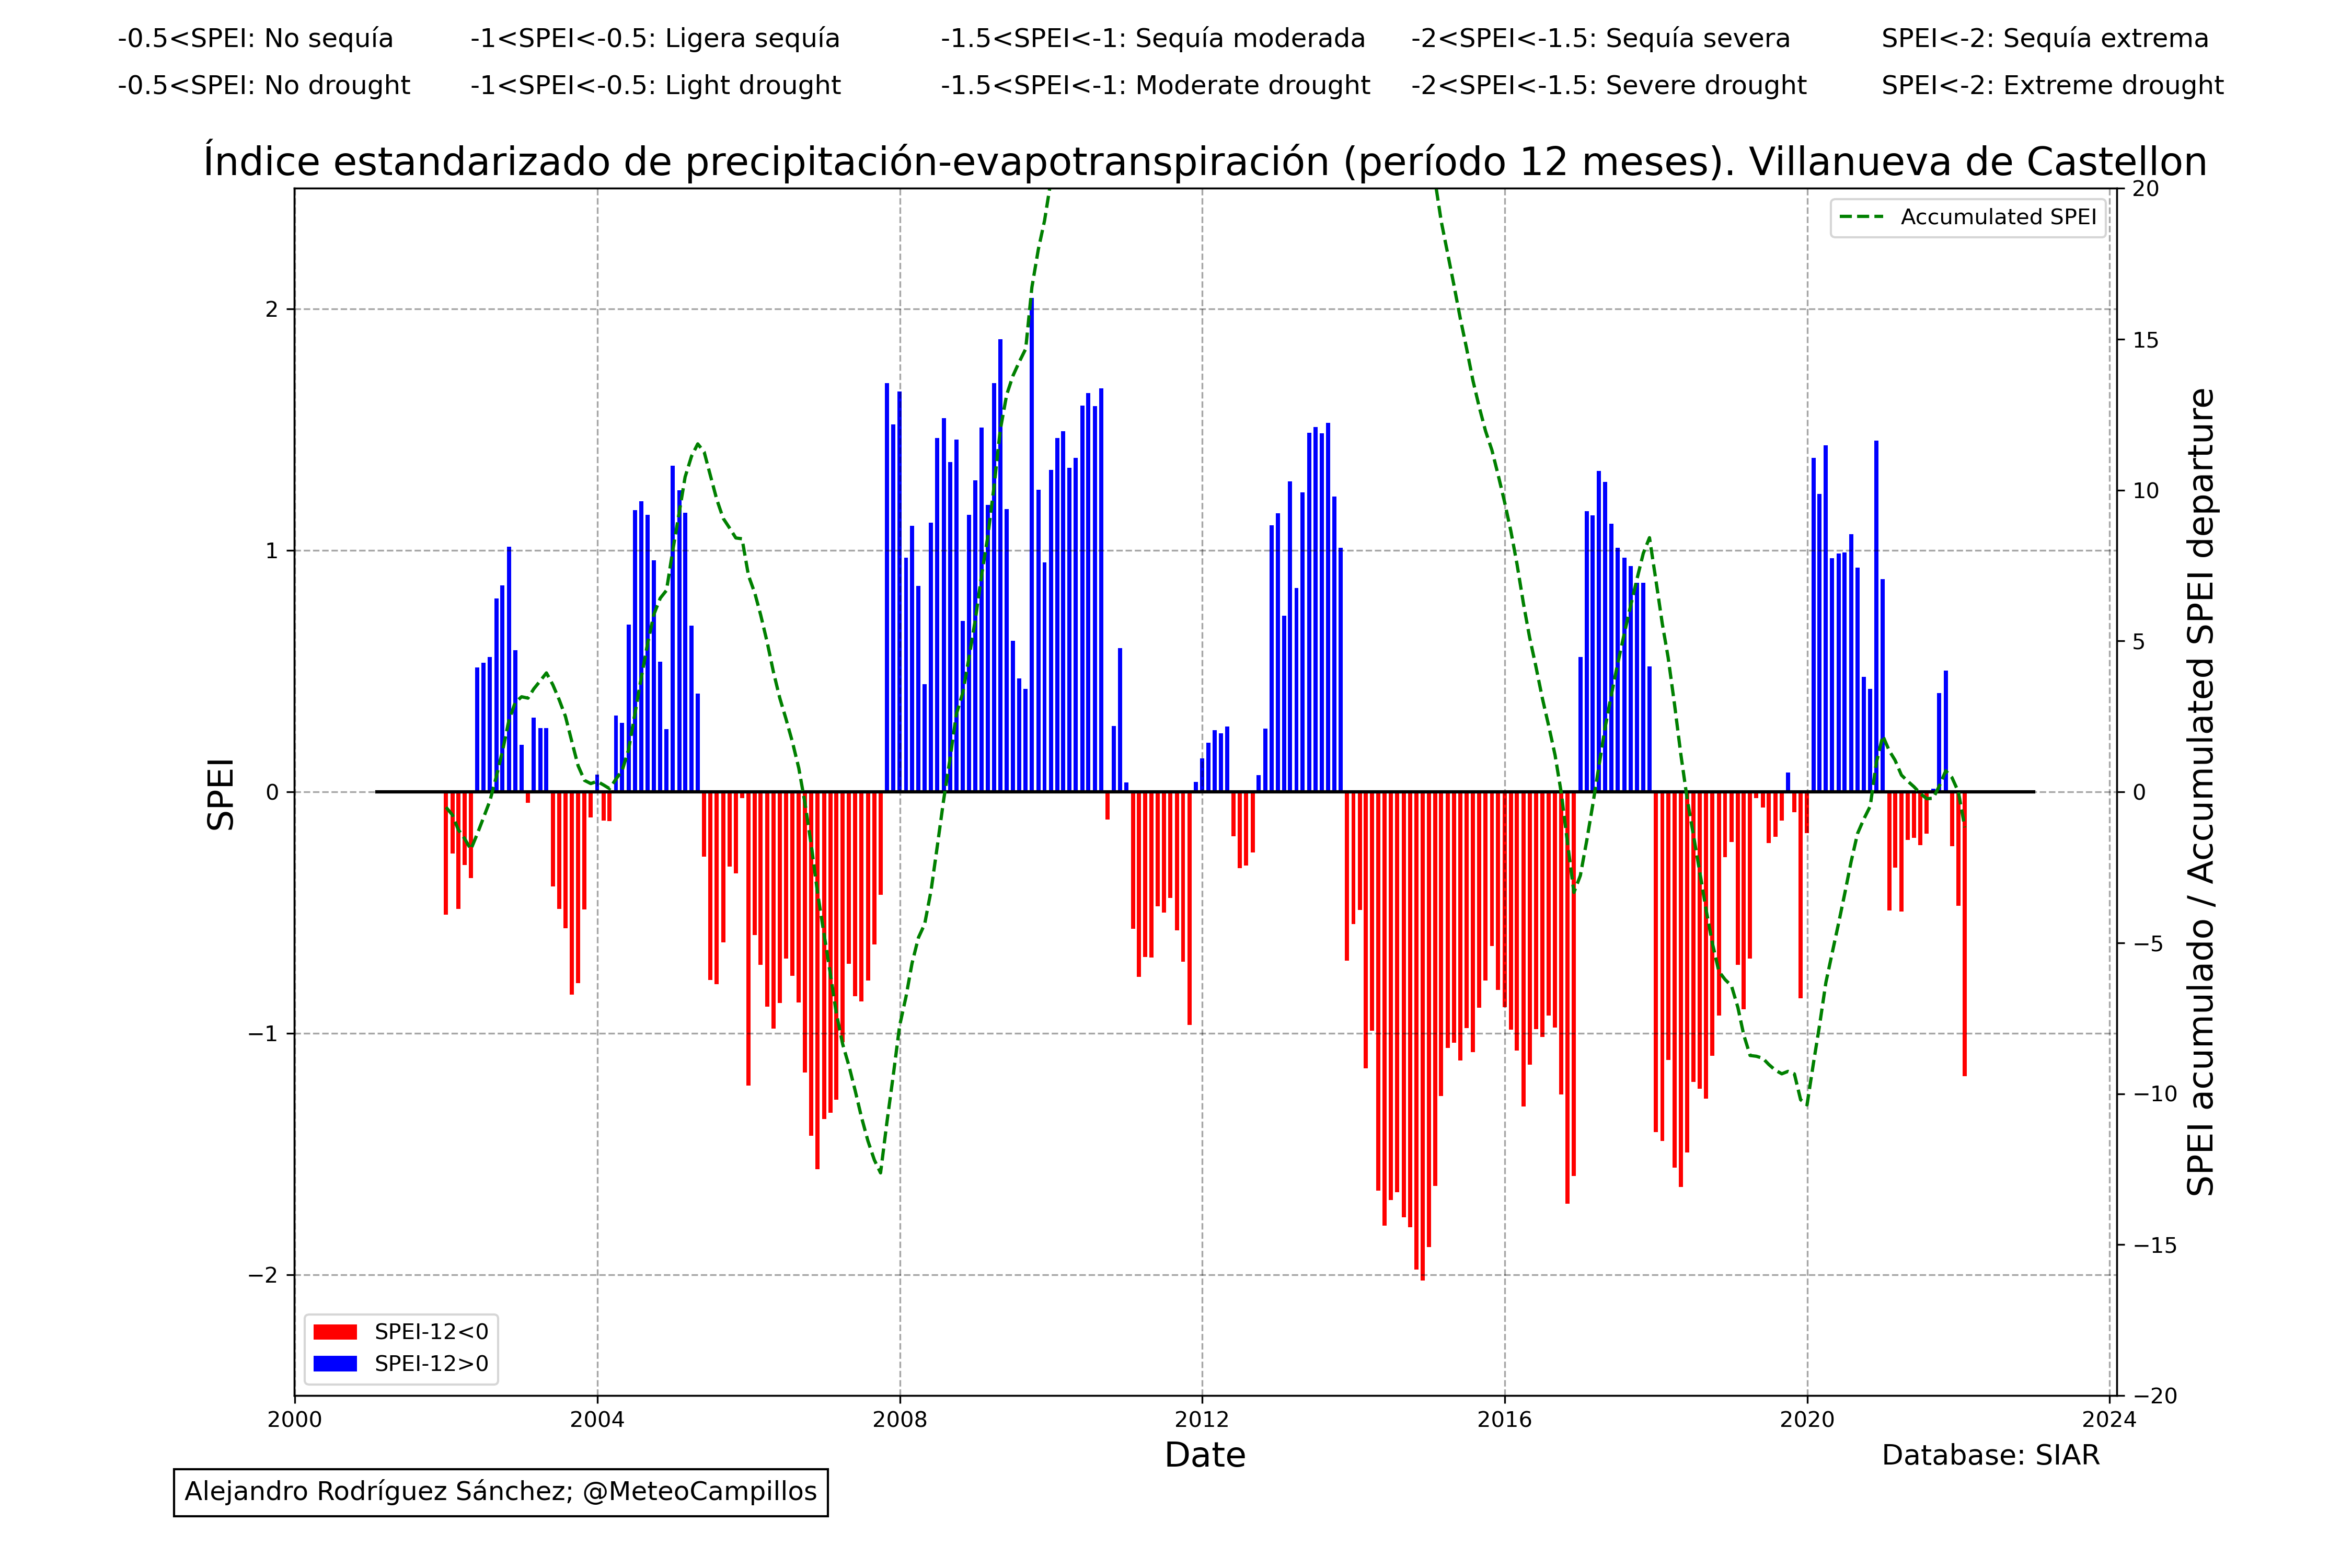 -0.5<SPEI: No sequía -1<SPEI<-0.5: Ligera sequía -1.5<SPEI<-1: Sequía moderada -2<SPEI<-1.5: Sequía severa SPEI<-2: Sequía extrema
-0.5<SPEI: No drought -1<SPEI<-0.5: Light drought -1.5<SPEI<-1: Moderate drought -2<SPEI<-1.5: Severe drought SPEI<-2: Extreme drought
Índice estandarizado de precipitación-evapotranspiración (período 12 meses). Villanueva de Castellon
Accumulated SPEI
SPEI
2
1
0
−1
−2
20
15
10
5
0
−5
−10
−15
−20
SPEI acumulado / Accumulated SPEI departure
SPEI-12<0
SPEI-12>0
2000 2004 2008 2012 2016 2020 2024
Date
Database: SIAR
Alejandro Rodríguez Sánchez; @MeteoCampillos